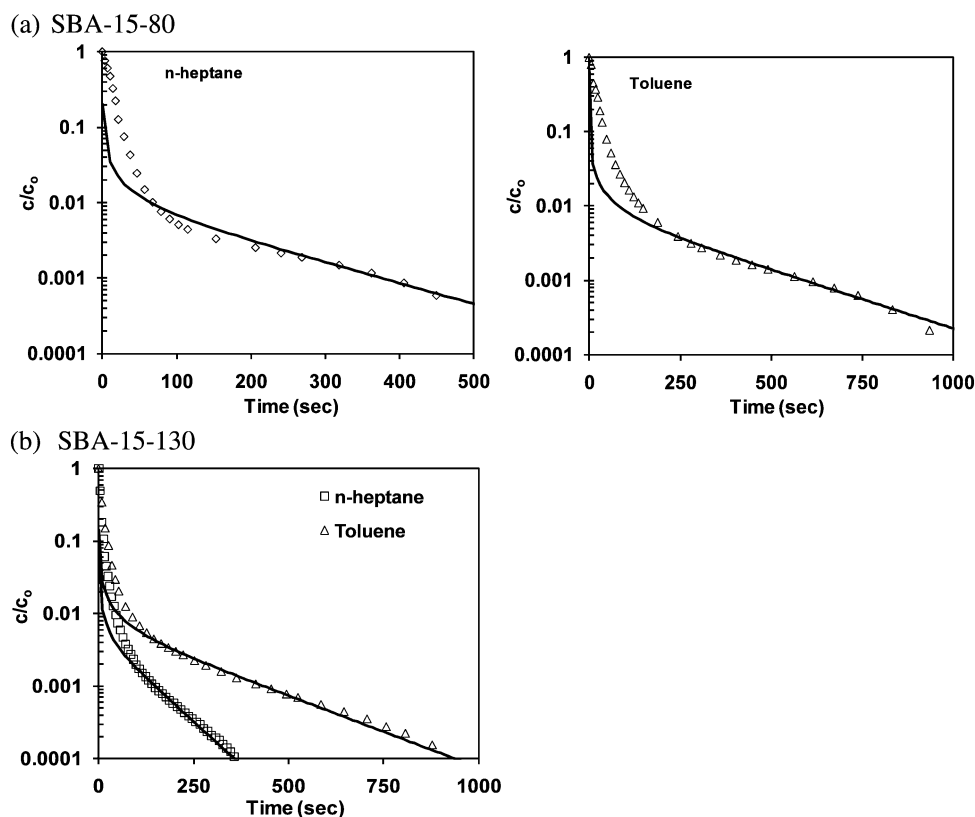 (a) SBA-15-80
n-heptane
c/c₀
1
0.1
0.01
0.001
0.0001
0 100 200 300 400 500
Time (sec)
Toluene
c/c₀
1
0.1
0.01
0.001
0.0001
0 250 500 750 1000
Time (sec)
(b) SBA-15-130
n-heptane
Toluene
c/c₀
1
0.1
0.01
0.001
0.0001
0 250 500 750 1000
Time (sec)